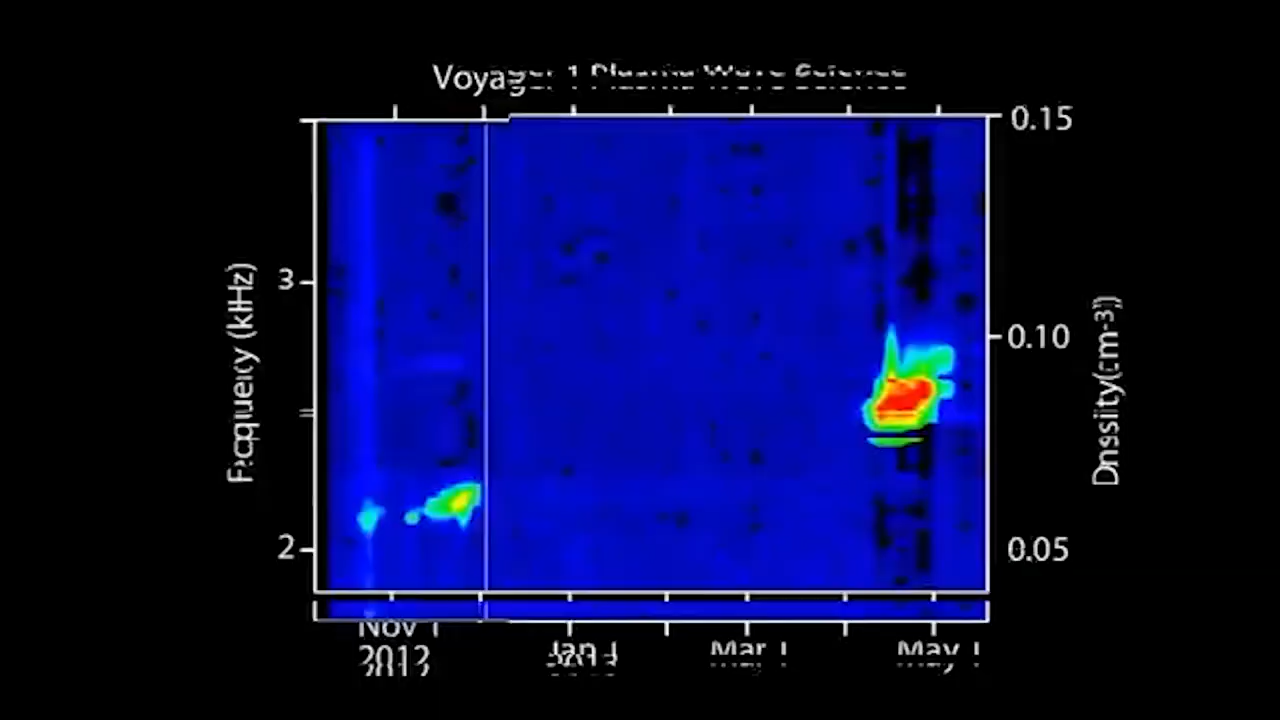 Voyager 1 Plasma Wave Science
0.15
3
Frequency (kHz)
0.10
Density (cm-3)
2
0.05
Nov 1
Jan 1
Mar 1
May 1
2012
2013